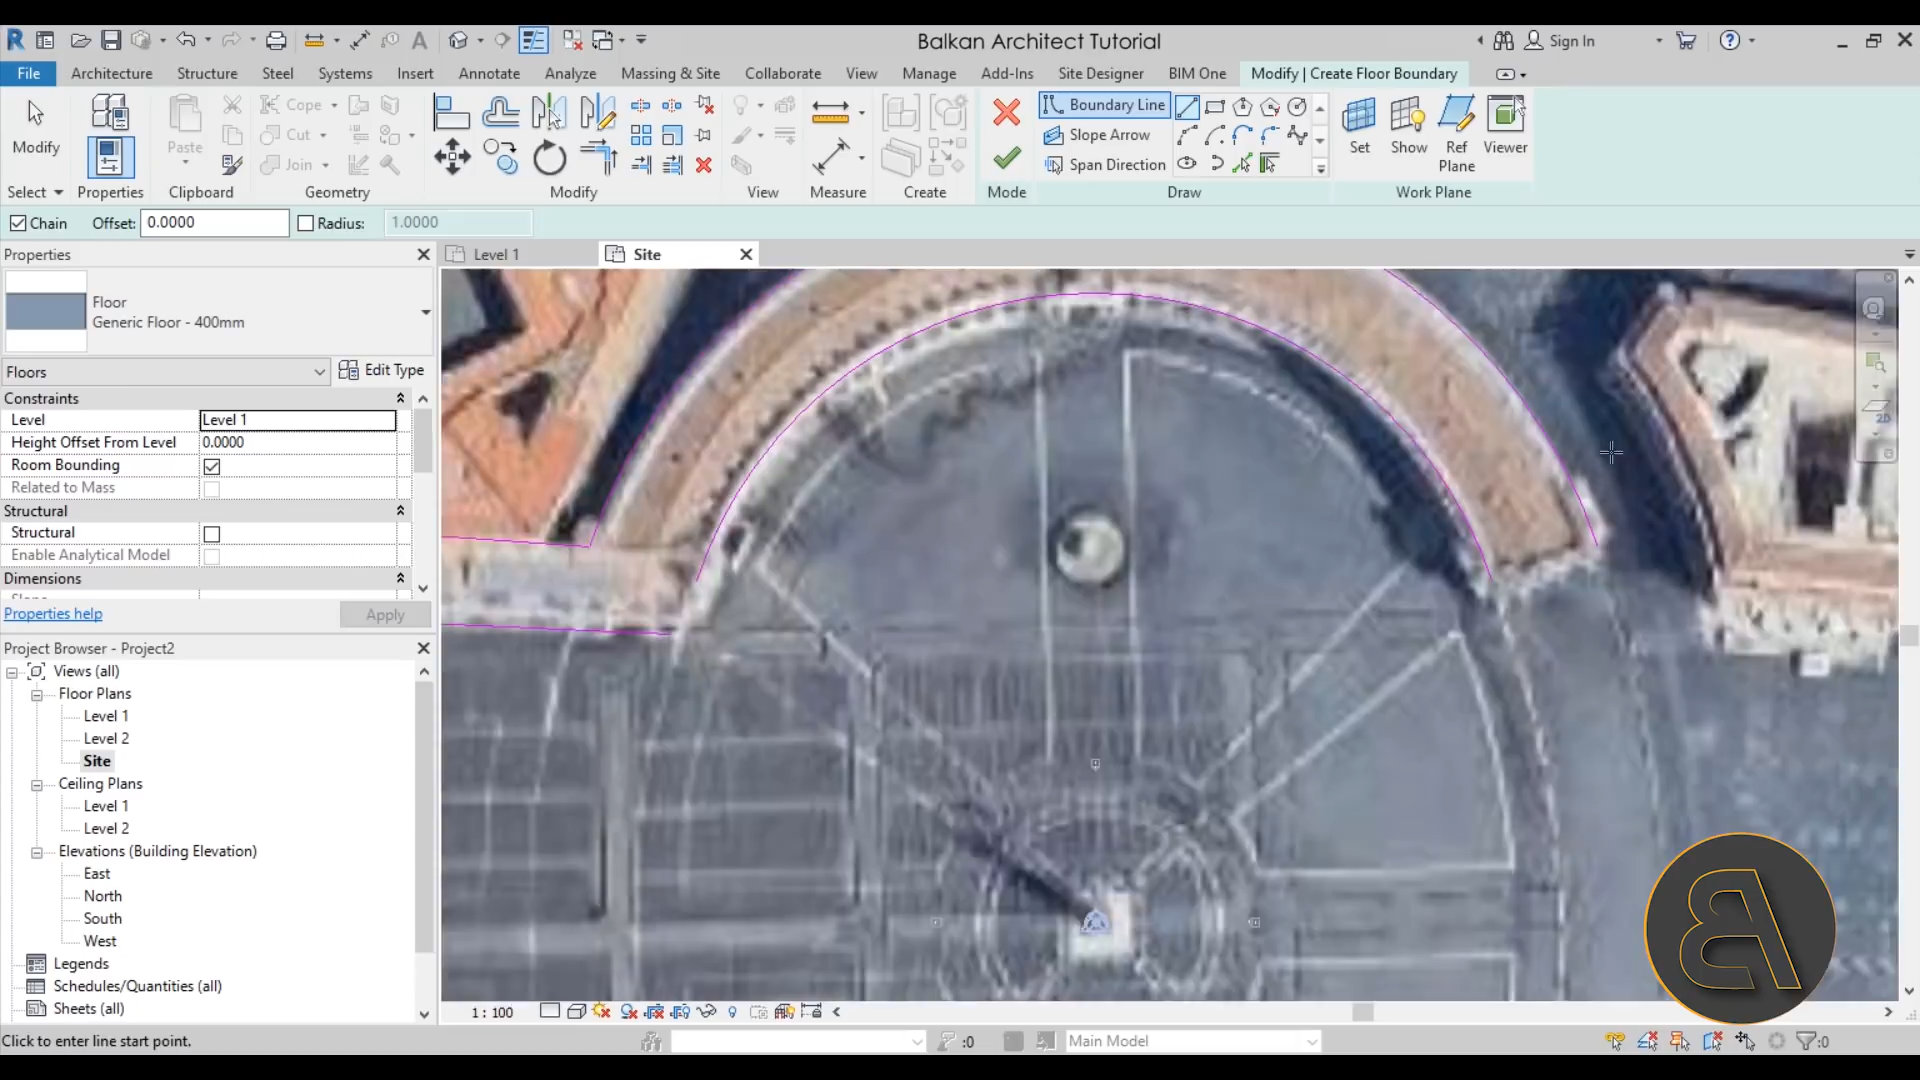 Balkan Architect Tutorial
Sign In
File
Architecture
Structure
Steel
Systems
Insert
Annotate
Analyze
Massing & Site
Collaborate
View
Manage
Add-Ins
Site Designer
BIM One
Modify | Create Floor Boundary
Modify
Paste
Cope
Cut
Join
Boundary Line
Slope Arrow
Span Direction
Set
Show
Ref
Plane
Viewer
Select
Properties
Clipboard
Geometry
Modify
View
Measure
Create
Mode
Draw
Work Plane
Chain
Offset: 0.0000
Radius: 1.0000
Properties
Level 1
Site
Floor
Generic Floor - 400mm
Floors
Edit Type
Constraints
Level
Level 1
Height Offset From Level
0.0000
Room Bounding
Related to Mass
Structural
Structural
Enable Analytical Model
Dimensions
Properties help
Apply
Project Browser - Project2
Views (all)
Floor Plans
Level 1
Level 2
Site
Ceiling Plans
Level 1
Level 2
Elevations (Building Elevation)
East
North
South
West
Legends
Schedules/Quantities (all)
Sheets (all)
2D
1 : 100
Click to enter line start point.
:0
Main Model
:0